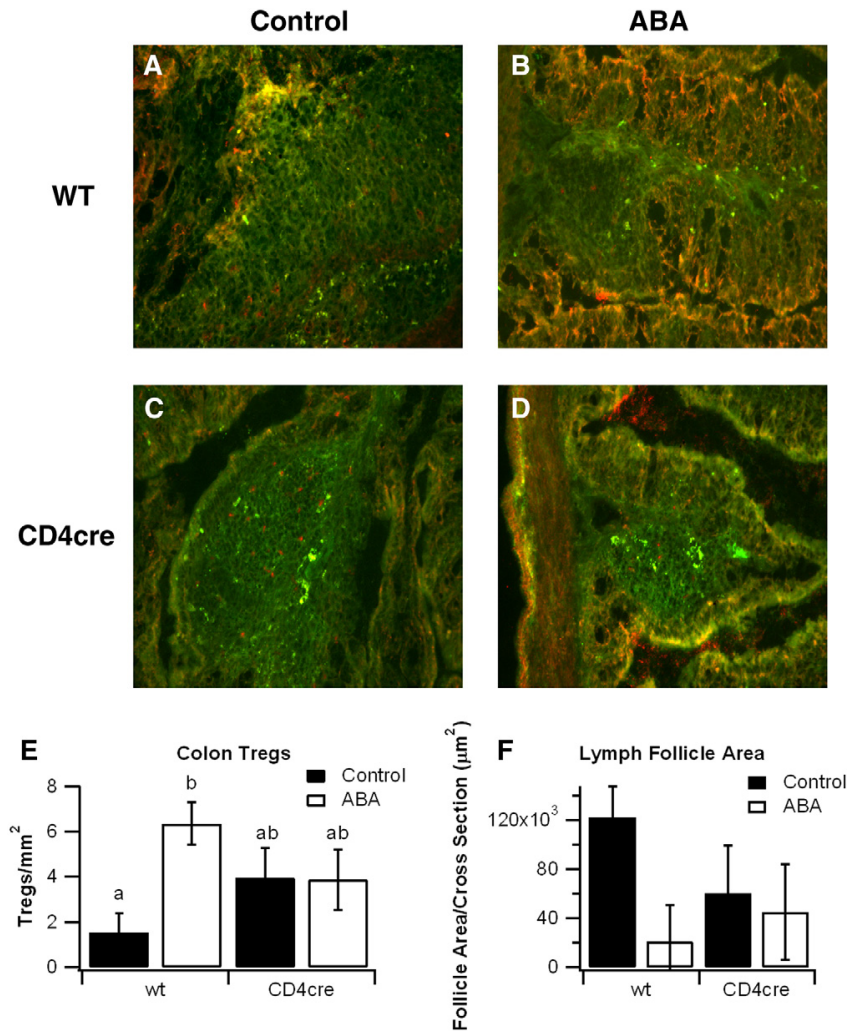 Control ABA
WT
A B
CD4cre
C D
E
Colon Tregs
Control
ABA
Tregs/mm²
8
6
4
2
0
a
b
ab
ab
wt CD4cre
F
Lymph Follicle Area
Control
ABA
Follicle Area/Cross Section (μm²)
120x10³
80
40
0
wt CD4cre